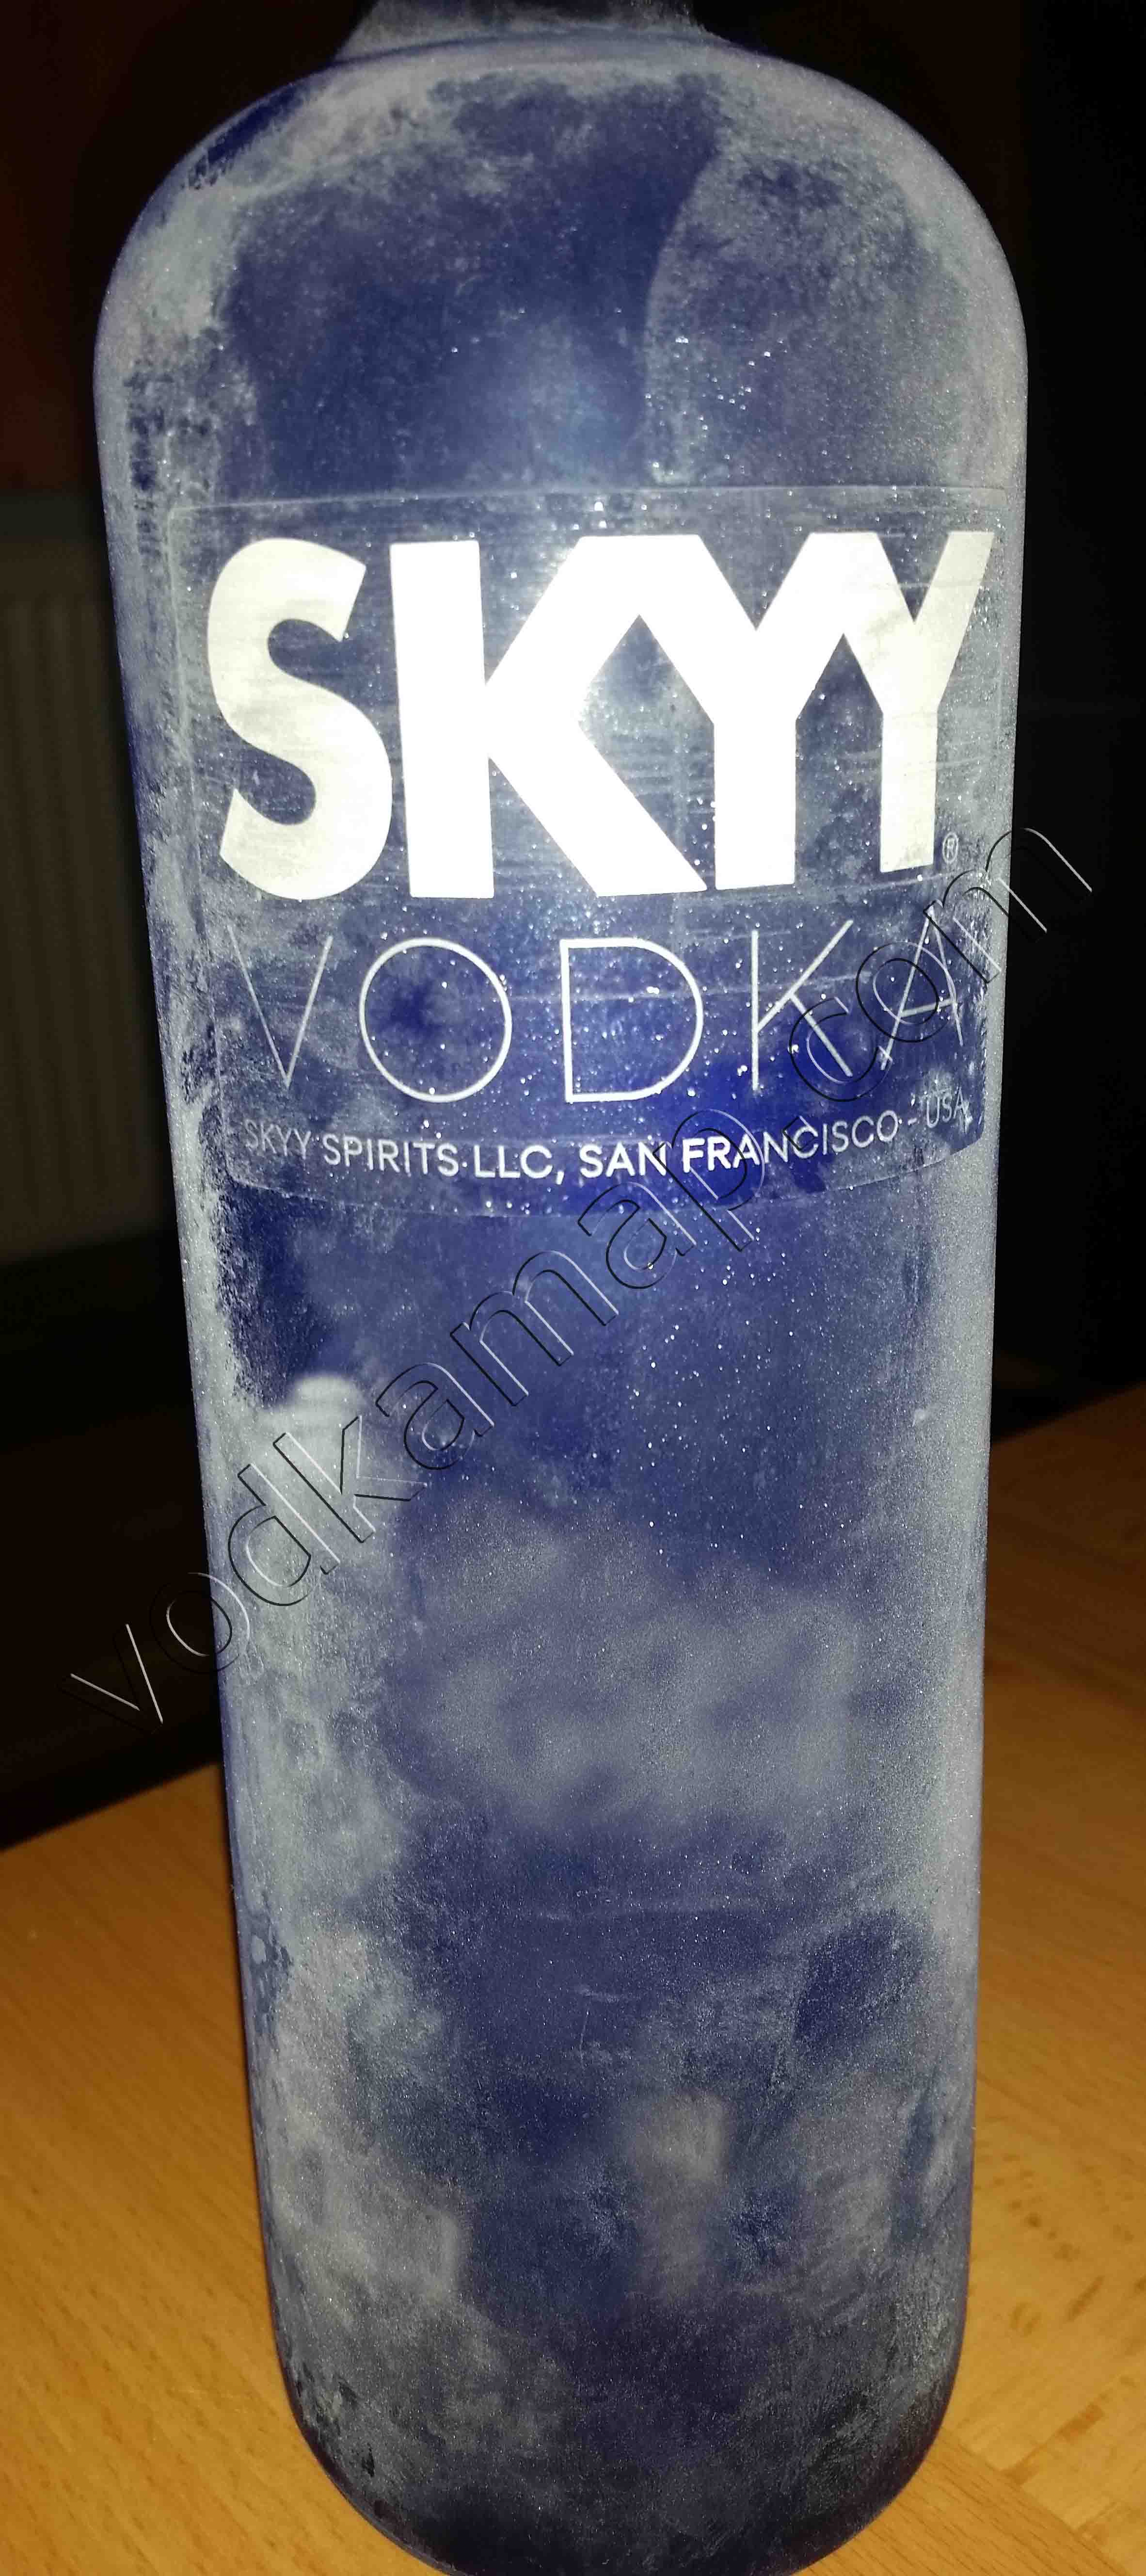 SKYY
®
VODKA
SKYY SPIRITS LLC, SAN FRANCISCO - USA
vodkamap.com